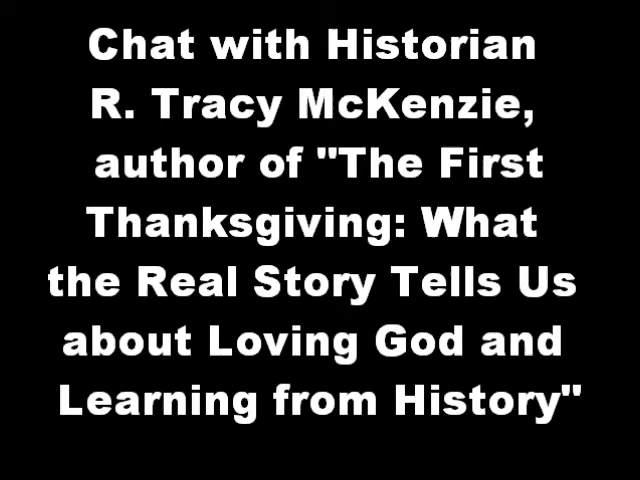 Chat with Historian
R. Tracy McKenzie,
author of "The First
Thanksgiving: What
the Real Story Tells Us
about Loving God and
Learning from History"